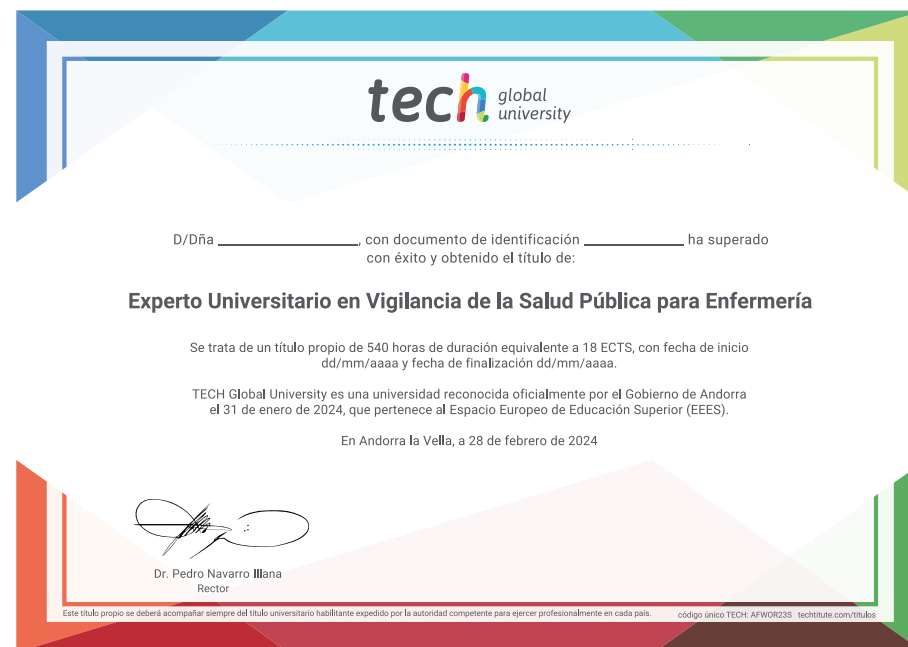 tech global university
D/Dña ________________, con documento de identificación ____________ ha superado
con éxito y obtenido el título de:
Experto Universitario en Vigilancia de la Salud Pública para Enfermería
Se trata de un título propio de 540 horas de duración equivalente a 18 ECTS, con fecha de inicio
dd/mm/aaaa y fecha de finalización dd/mm/aaaa.
TECH Global University es una universidad reconocida oficialmente por el Gobierno de Andorra
el 31 de enero de 2024, que pertenece al Espacio Europeo de Educación Superior (EEES).
En Andorra la Vella, a 28 de febrero de 2024
Dr. Pedro Navarro Illana
Rector
Este título propio se deberá acompañar siempre del título universitario habilitante expedido por la autoridad competente para ejercer profesionalmente en cada país.
código único TECH: AFWOR23S techtitute.com/titulos